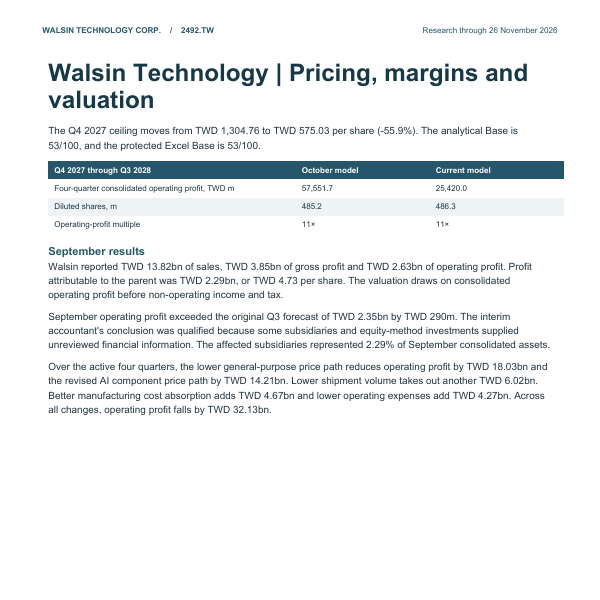 WALSIN TECHNOLOGY CORP. / 2492.TW
Research through 26 November 2026
Walsin Technology | Pricing, margins and
valuation
The Q4 2027 ceiling moves from TWD 1,304.76 to TWD 575.03 per share (-55.9%). The analytical Base is
53/100, and the protected Excel Base is 53/100.
Q4 2027 through Q3 2028 October model Current model
Four-quarter consolidated operating profit, TWD m 57,551.7 25,420.0
Diluted shares, m 485.2 486.3
Operating-profit multiple 11× 11×
September results
Walsin reported TWD 13.82bn of sales, TWD 3.85bn of gross profit and TWD 2.63bn of operating profit. Profit
attributable to the parent was TWD 2.29bn, or TWD 4.73 per share. The valuation draws on consolidated
operating profit before non-operating income and tax.
September operating profit exceeded the original Q3 forecast of TWD 2.35bn by TWD 290m. The interim
accountant's conclusion was qualified because some subsidiaries and equity-method investments supplied
unreviewed financial information. The affected subsidiaries represented 2.29% of September consolidated assets.
Over the active four quarters, the lower general-purpose price path reduces operating profit by TWD 18.03bn and
the revised AI component price path by TWD 14.21bn. Lower shipment volume takes out another TWD 6.02bn.
Better manufacturing cost absorption adds TWD 4.67bn and lower operating expenses add TWD 4.27bn. Across
all changes, operating profit falls by TWD 32.13bn.